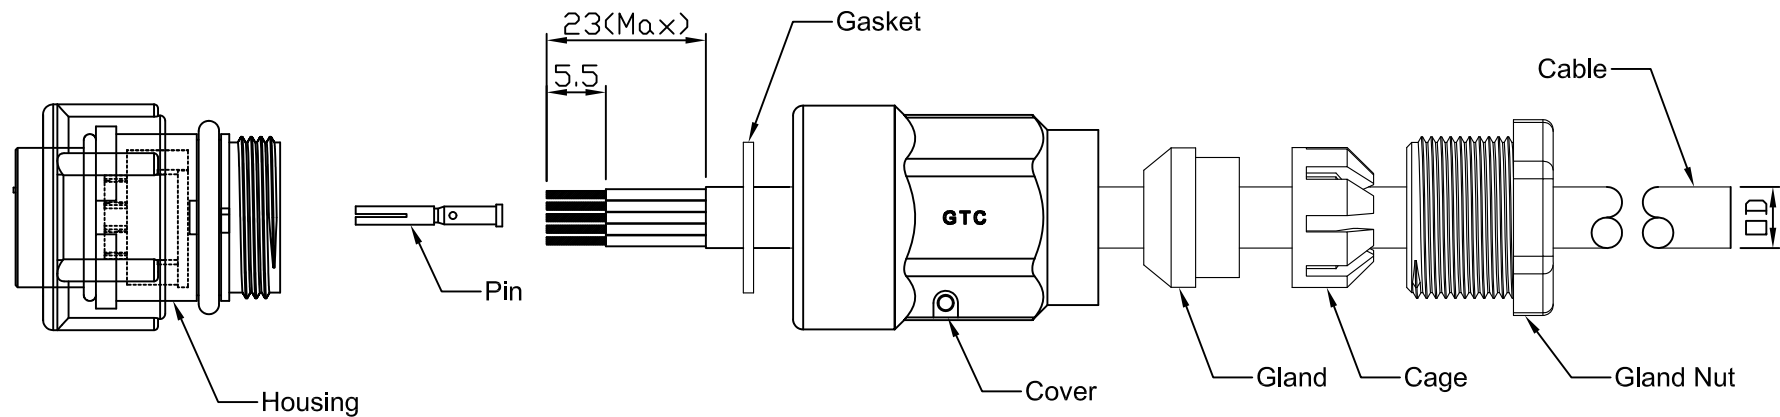 23(Max)
Gasket
Cable
5.5
GTC
OD
Pin
Housing
Cover
Gland
Cage
Gland Nut